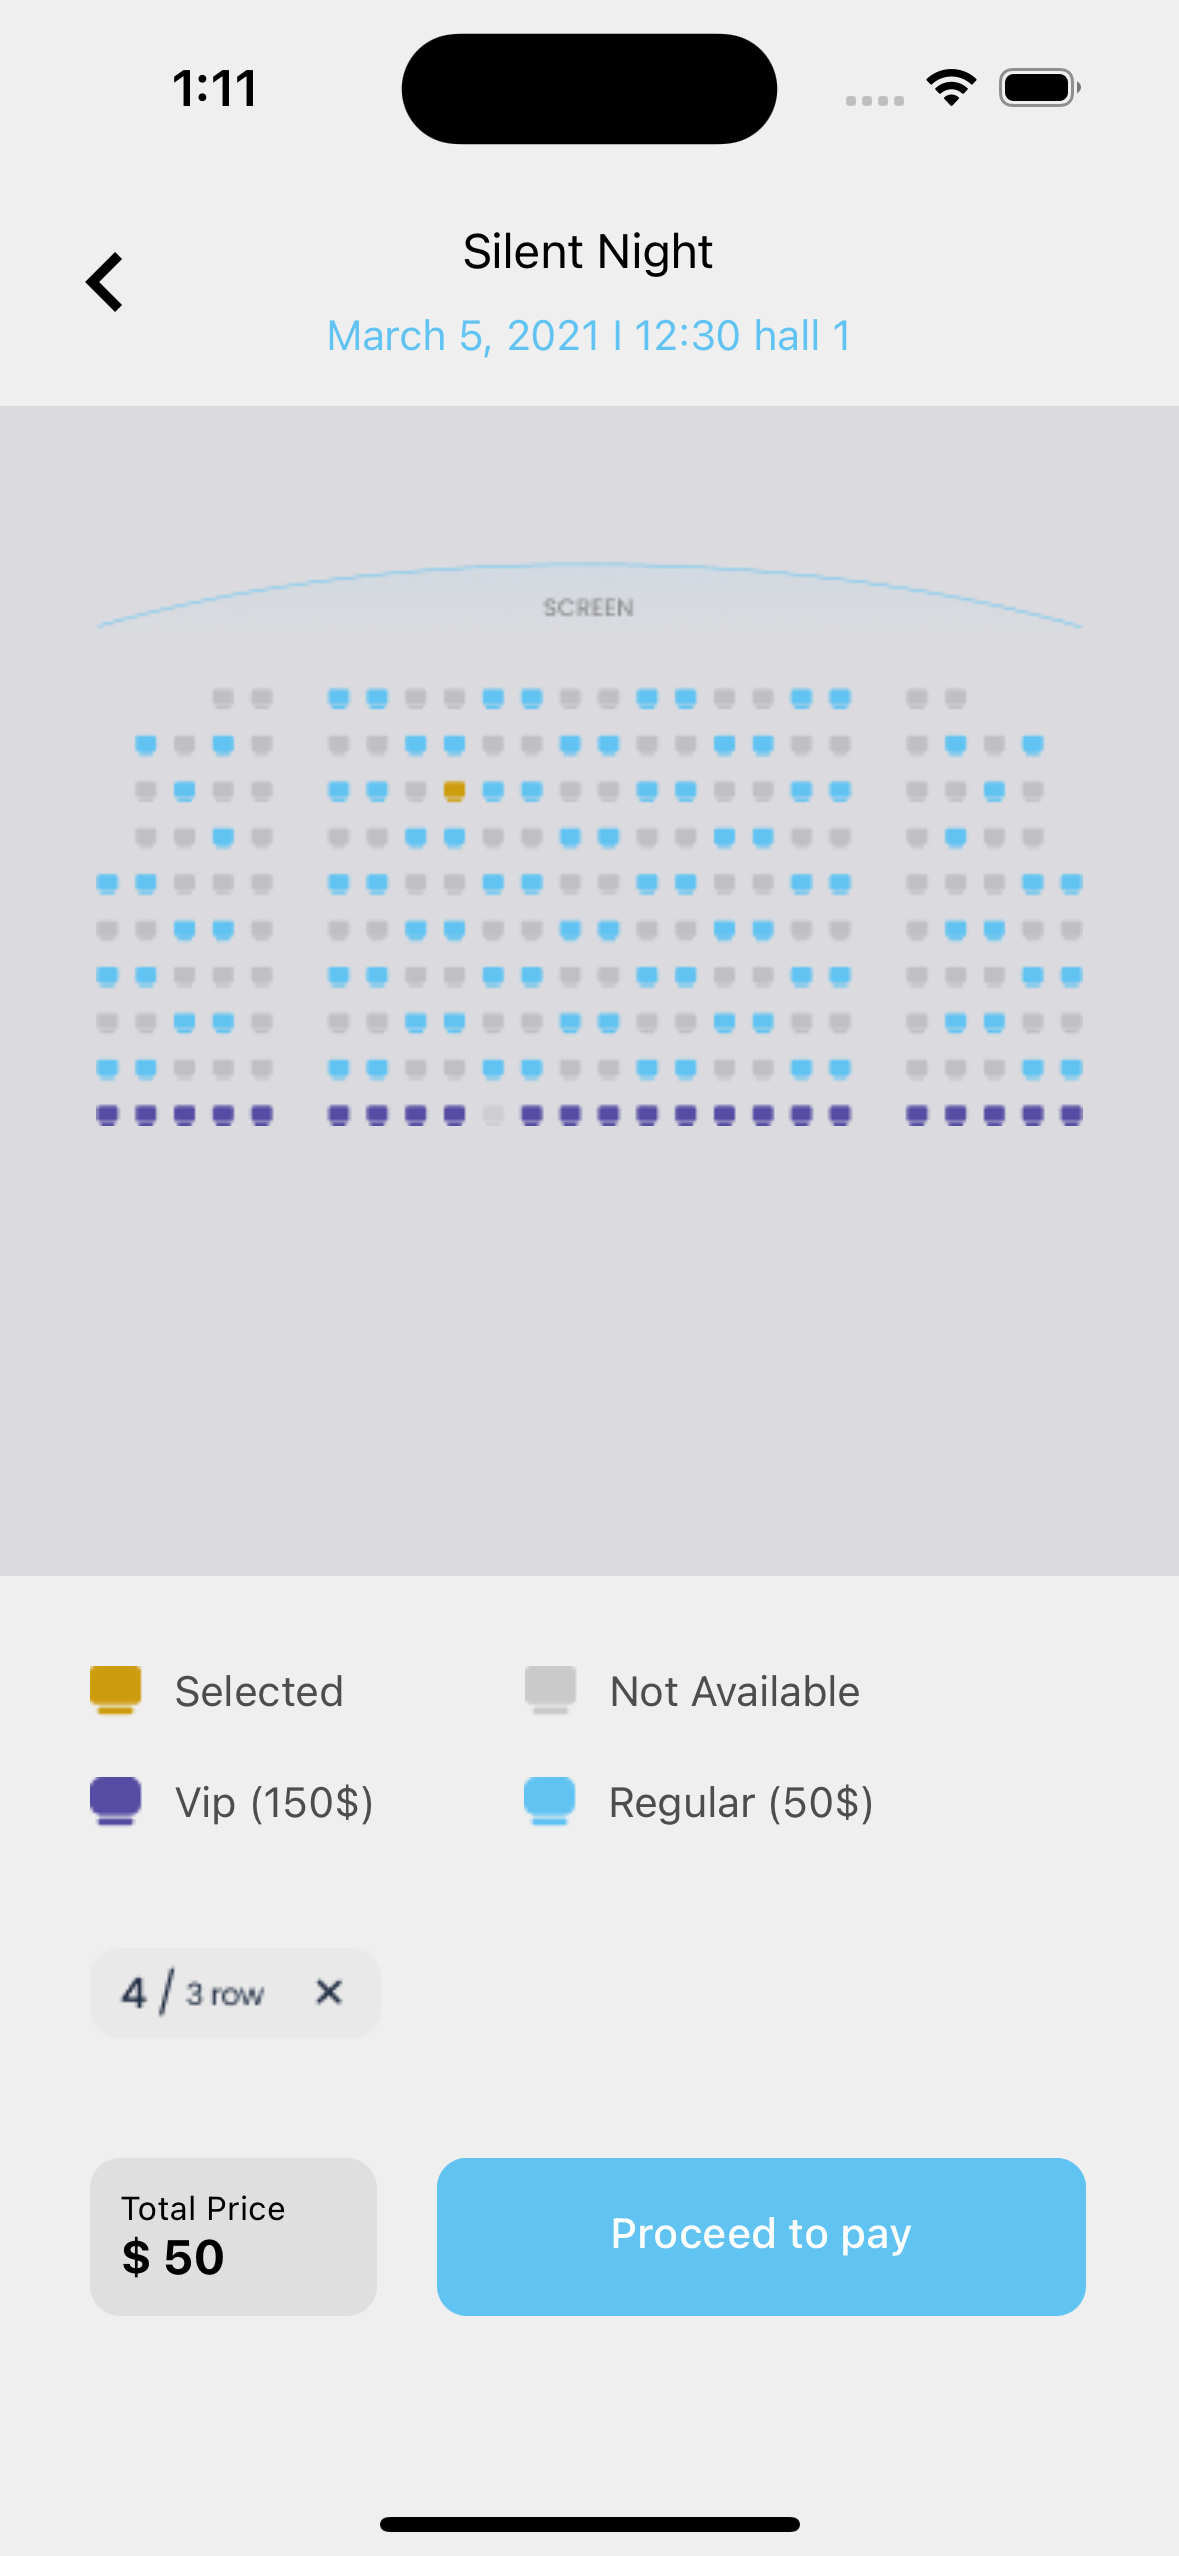 1:11
Silent Night
March 5, 2021 I 12:30 hall 1
SCREEN
Selected
Not Available
Vip (150$)
Regular (50$)
4 / 3 row ×
Total Price
$ 50
Proceed to pay